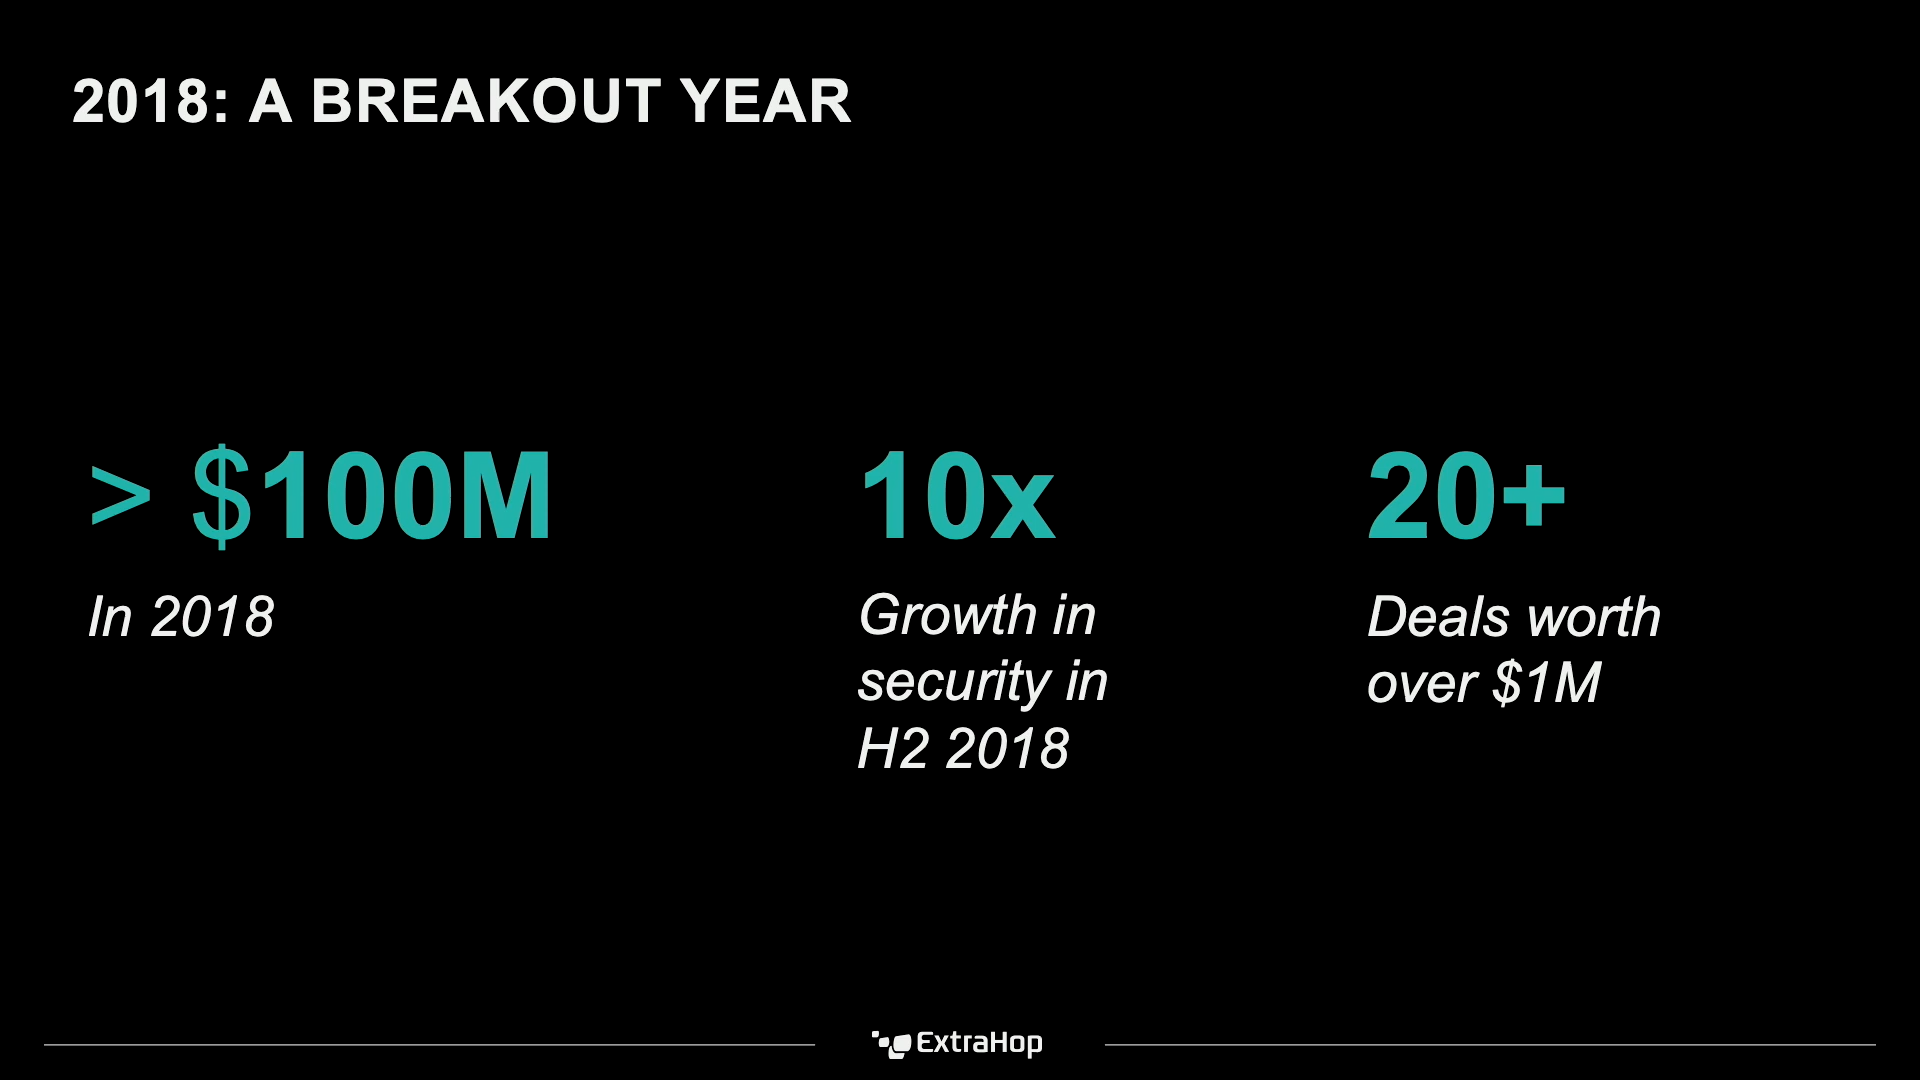 2018: A BREAKOUT YEAR
> $100M
In 2018
10x
Growth in
security in
H2 2018
20+
Deals worth
over $1M
ExtraHop